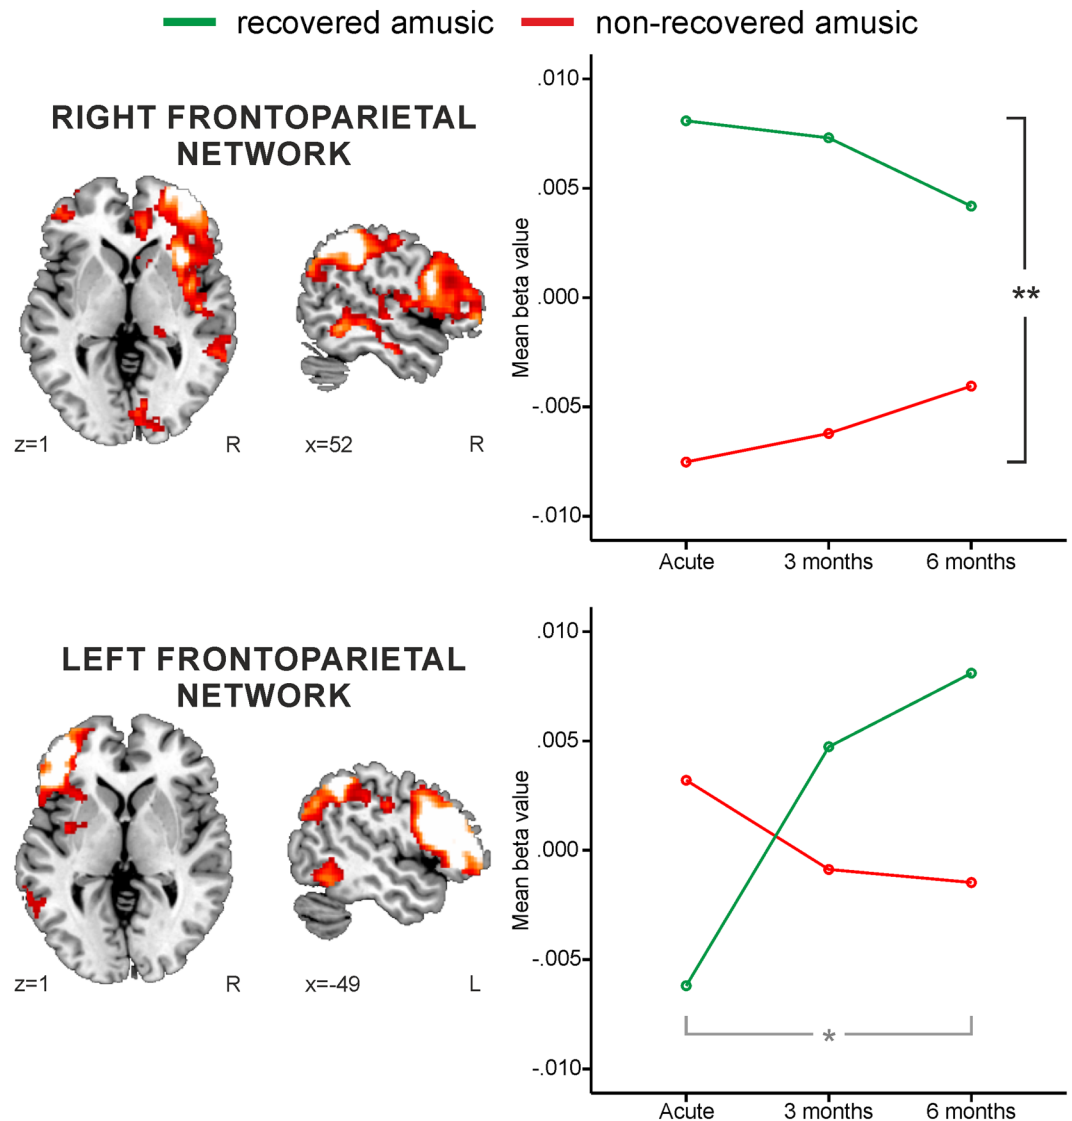 recovered amusic
non-recovered amusic
RIGHT FRONTOPARIETAL
NETWORK
z=1
R
x=52
R
Mean beta value
.010
.005
.000
-.005
-.010
**
Acute
3 months
6 months
LEFT FRONTOPARIETAL
NETWORK
z=1
R
x=-49
L
Mean beta value
.010
.005
.000
-.005
-.010
*
Acute
3 months
6 months